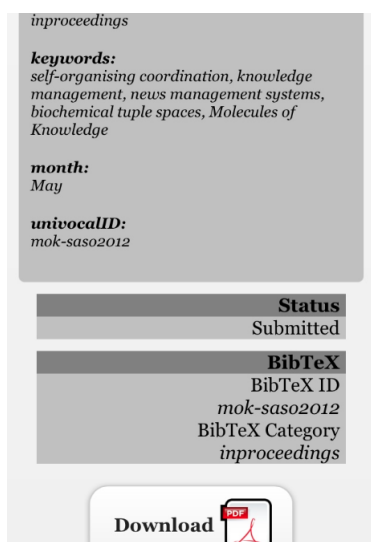 inproceedings
keywords:
self-organising coordination, knowledge
management, news management systems,
biochemical tuple spaces, Molecules of
Knowledge
month:
May
univocalID:
mok-saso2012
Status
Submitted
BibTeX
BibTeX ID
mok-saso2012
BibTeX Category
inproceedings
Download PDF